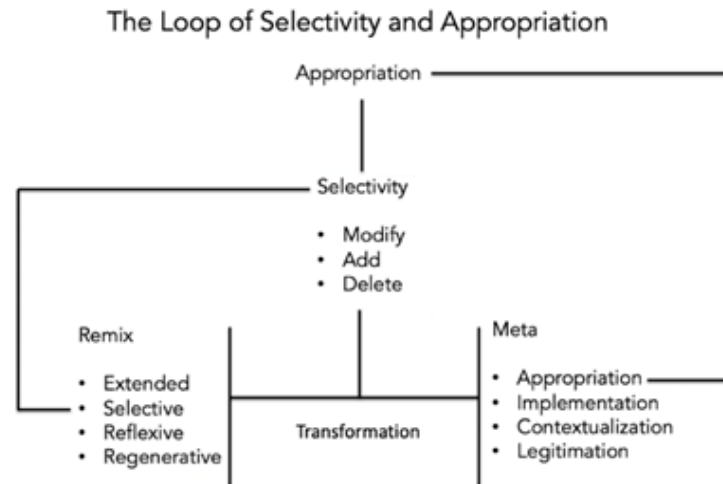 The Loop of Selectivity and Appropriation
Appropriation
Selectivity
• Modify
• Add
• Delete
Remix
• Extended
• Selective
• Reflexive
• Regenerative
Transformation
Meta
• Appropriation
• Implementation
• Contextualization
• Legitimation